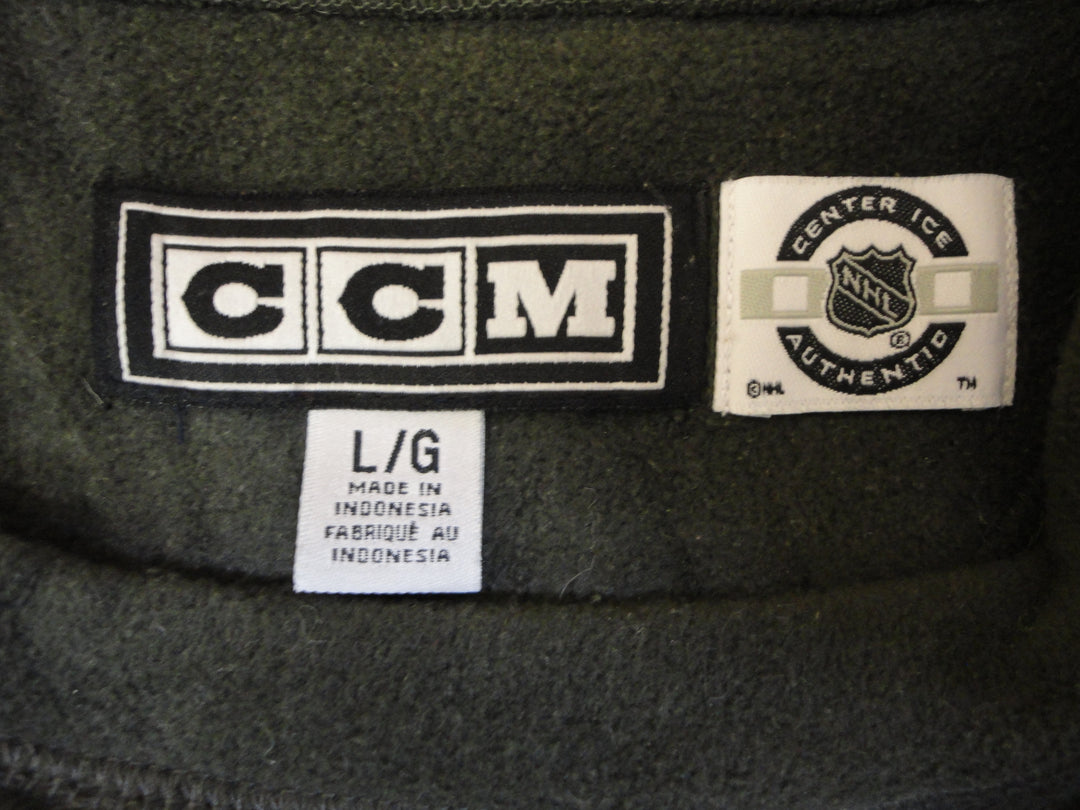 CCM
CENTER ICE
NHL
®
AUTHENTIC
© NHL
TM
L/G
MADE IN
INDONESIA
FABRIQUÉ AU
INDONESIA